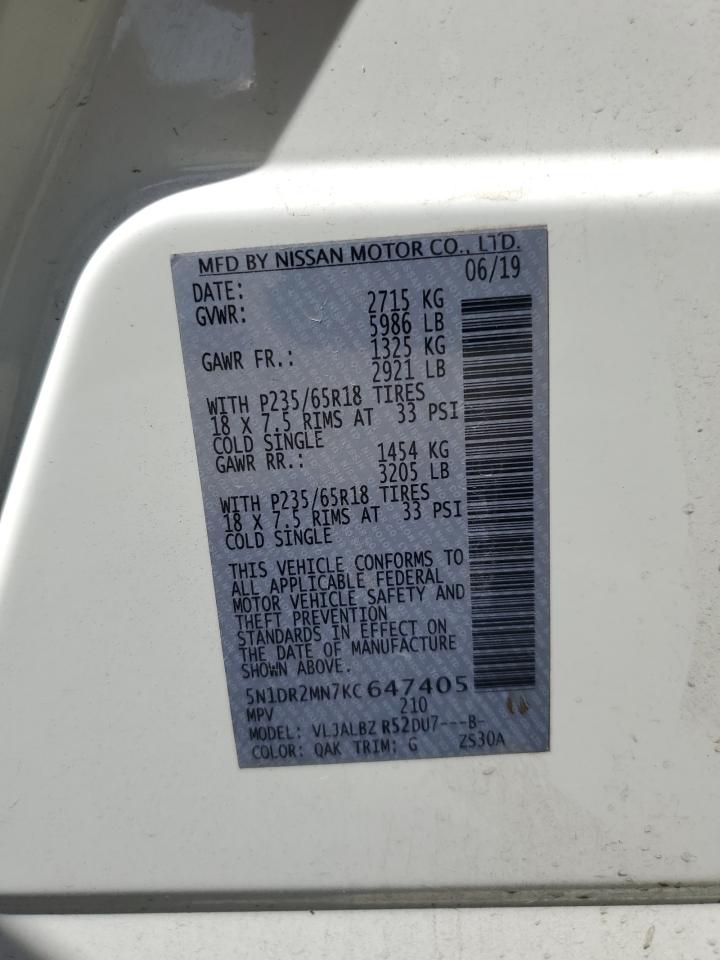 MFD BY NISSAN MOTOR CO., LTD.
DATE: 06/19
GVWR: 2715 KG
5986 LB
GAWR FR.: 1325 KG
2921 LB
WITH P235/65R18 TIRES
18 X 7.5 RIMS AT 33 PSI
COLD SINGLE
GAWR RR.: 1454 KG
3205 LB
WITH P235/65R18 TIRES
18 X 7.5 RIMS AT 33 PSI
COLD SINGLE
THIS VEHICLE CONFORMS TO
ALL APPLICABLE FEDERAL
MOTOR VEHICLE SAFETY AND
THEFT PREVENTION
STANDARDS IN EFFECT ON
THE DATE OF MANUFACTURE
SHOWN ABOVE.
5N1DR2MN7KC647405
MPV 210
MODEL: VLJALBZ R52DU7---B-
COLOR: QAK TRIM: G ZS30A